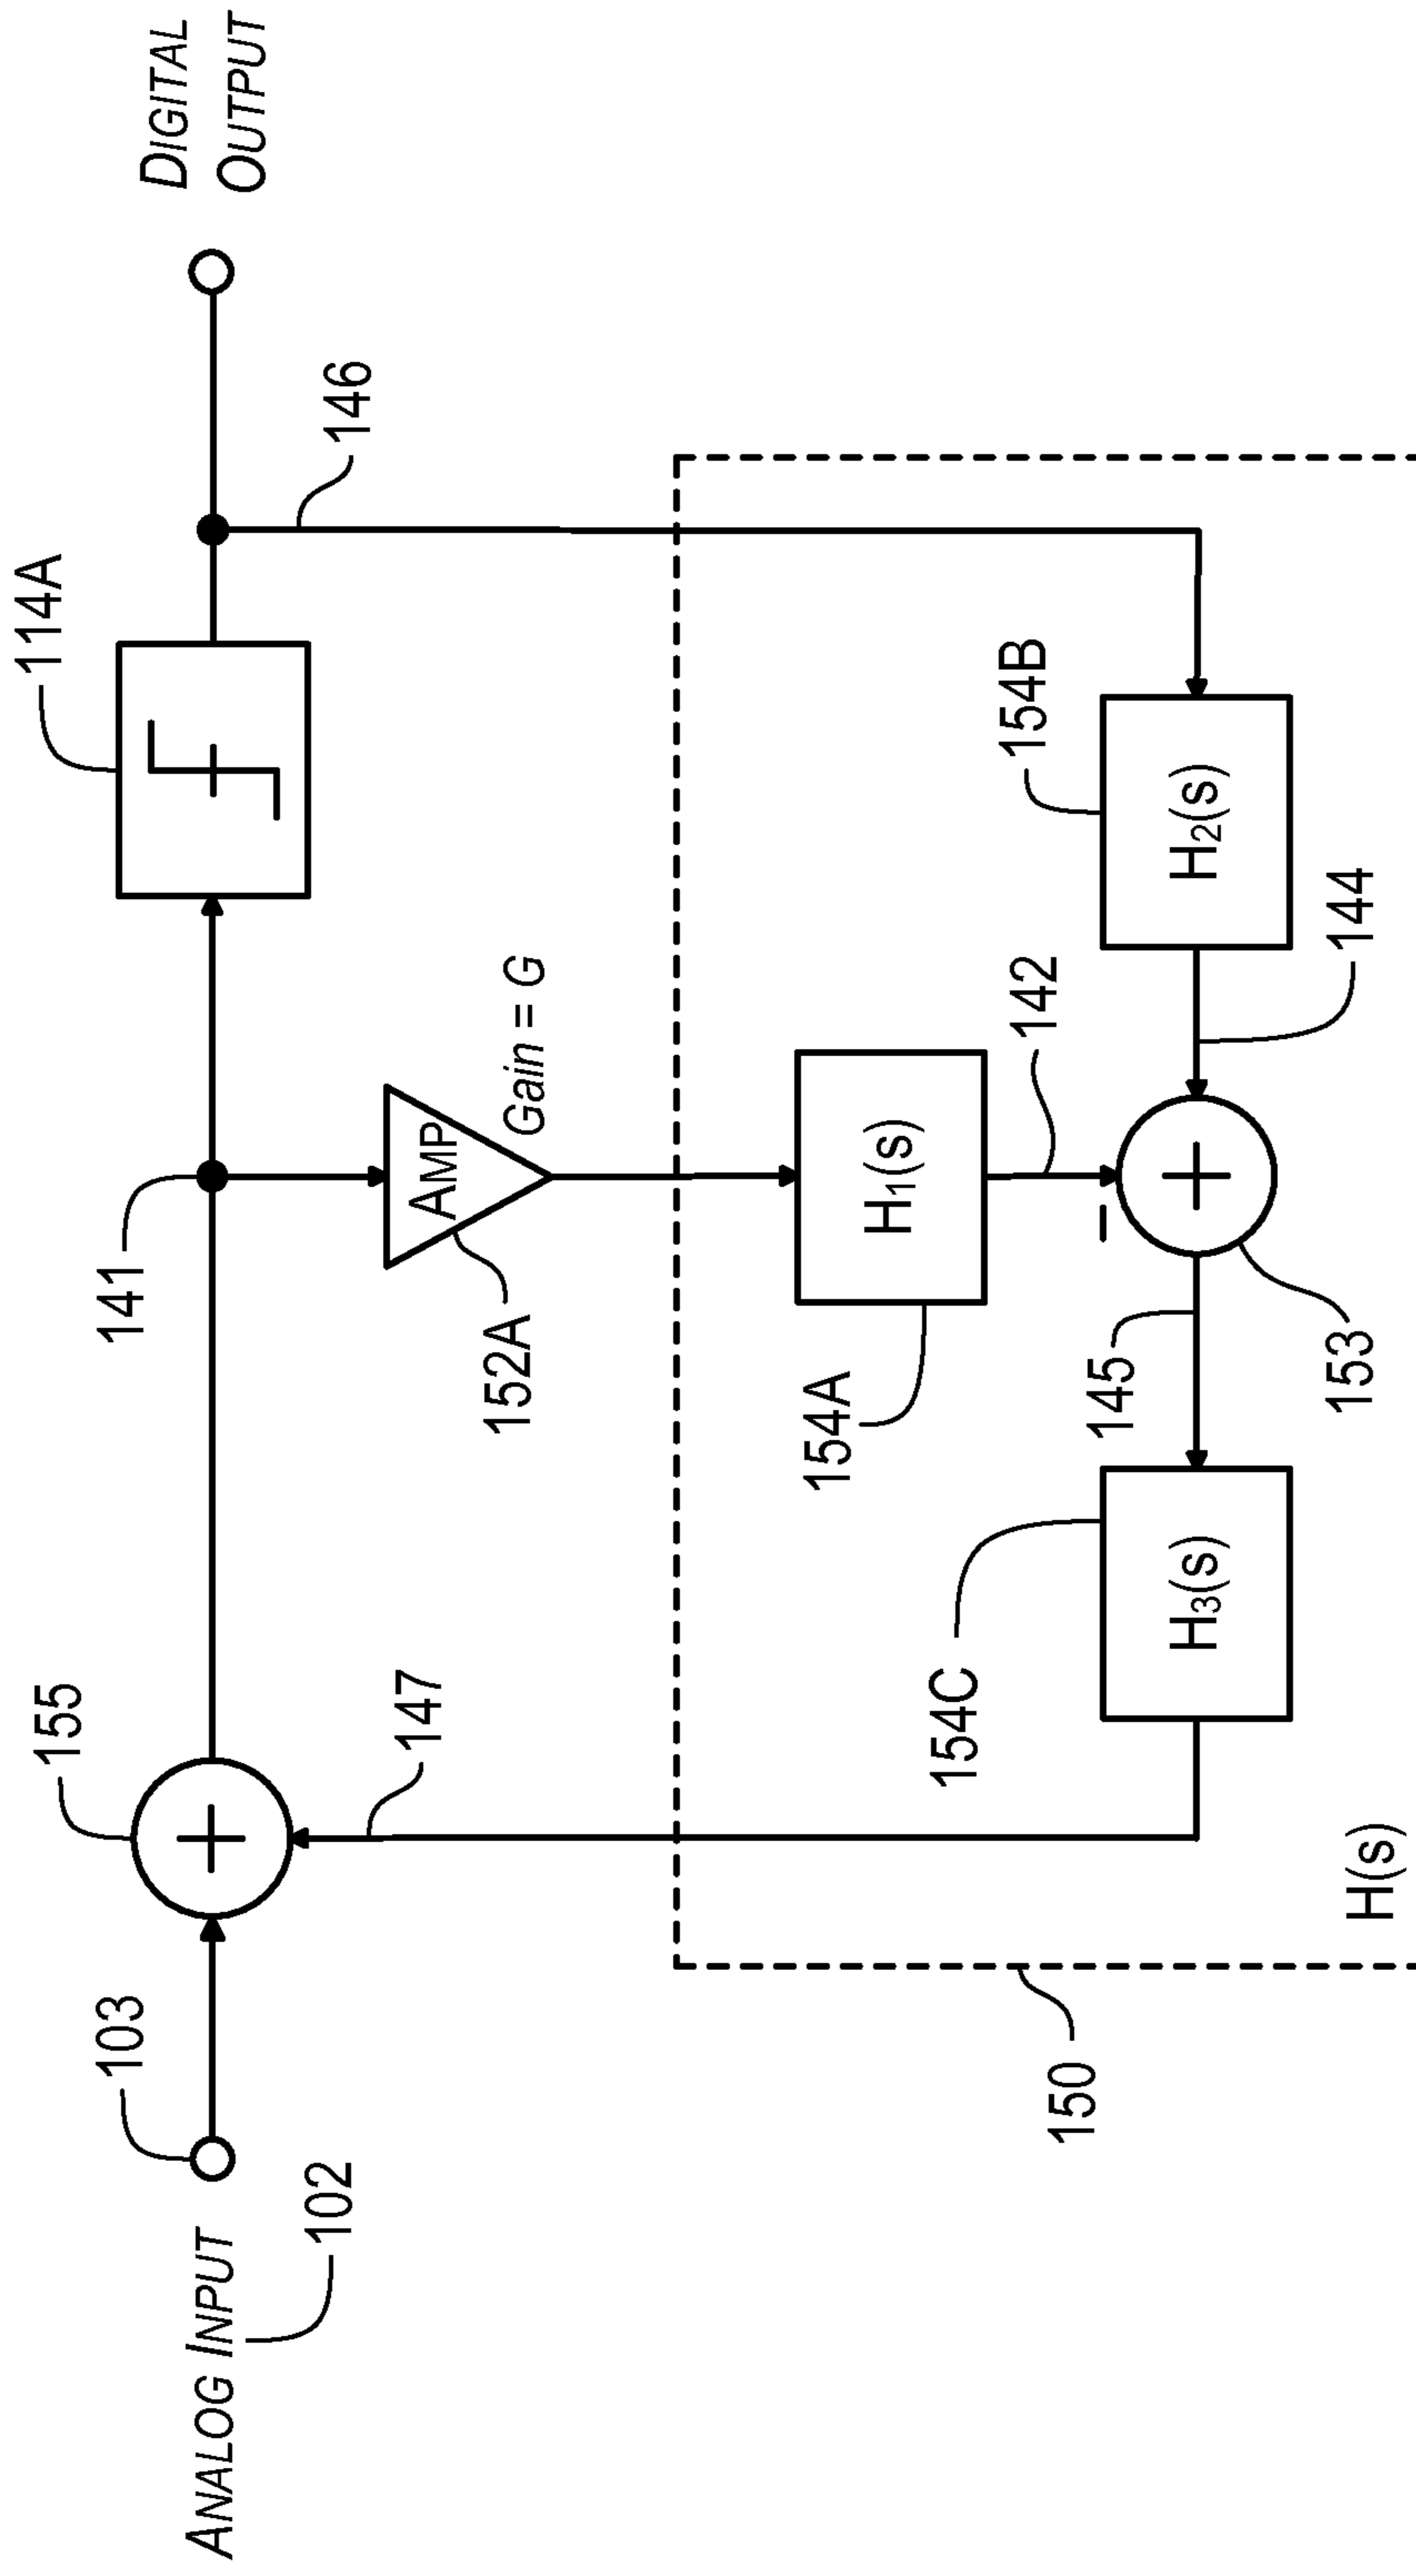 ANALOG INPUT
102
103
155
141
114A
DIGITAL
OUTPUT
146
147
152A
AMP
Gain = G
150
H(s)
154A
H1(s)
142
154B
H2(s)
144
154C
H3(s)
145
153
+
+
–